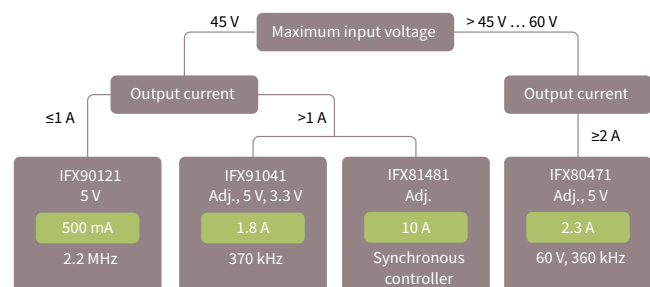 45 V
Maximum input voltage
> 45 V … 60 V
Output current
Output current
≤1 A
>1 A
≥2 A
IFX90121
5 V
500 mA
2.2 MHz
IFX91041
Adj., 5 V, 3.3 V
1.8 A
370 kHz
IFX81481
Adj.
10 A
Synchronous
controller
IFX80471
Adj., 5 V
2.3 A
60 V, 360 kHz